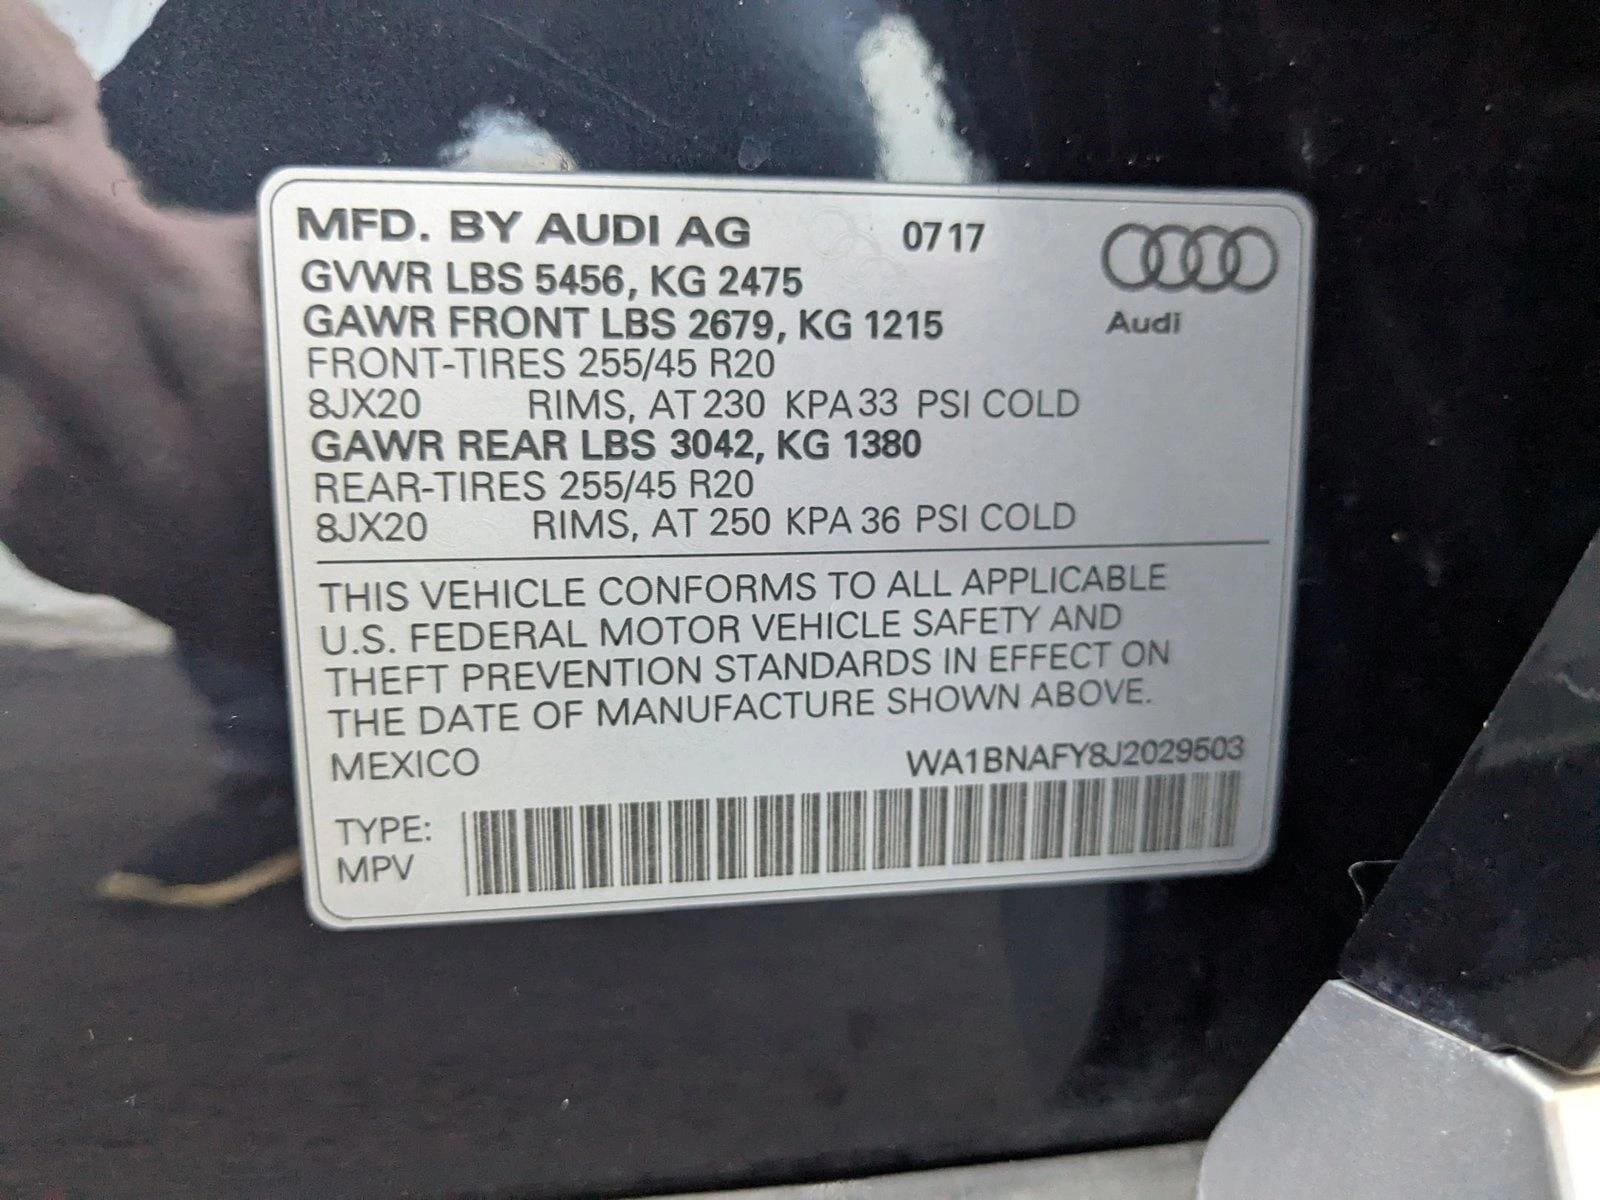 MFD. BY AUDI AG 0717
GVWR LBS 5456, KG 2475
GAWR FRONT LBS 2679, KG 1215
Audi
FRONT-TIRES 255/45 R20
8JX20 RIMS, AT 230 KPA 33 PSI COLD
GAWR REAR LBS 3042, KG 1380
REAR-TIRES 255/45 R20
8JX20 RIMS, AT 250 KPA 36 PSI COLD
THIS VEHICLE CONFORMS TO ALL APPLICABLE
U.S. FEDERAL MOTOR VEHICLE SAFETY AND
THEFT PREVENTION STANDARDS IN EFFECT ON
THE DATE OF MANUFACTURE SHOWN ABOVE.
MEXICO WA1BNAFY8J2029503
TYPE:
MPV